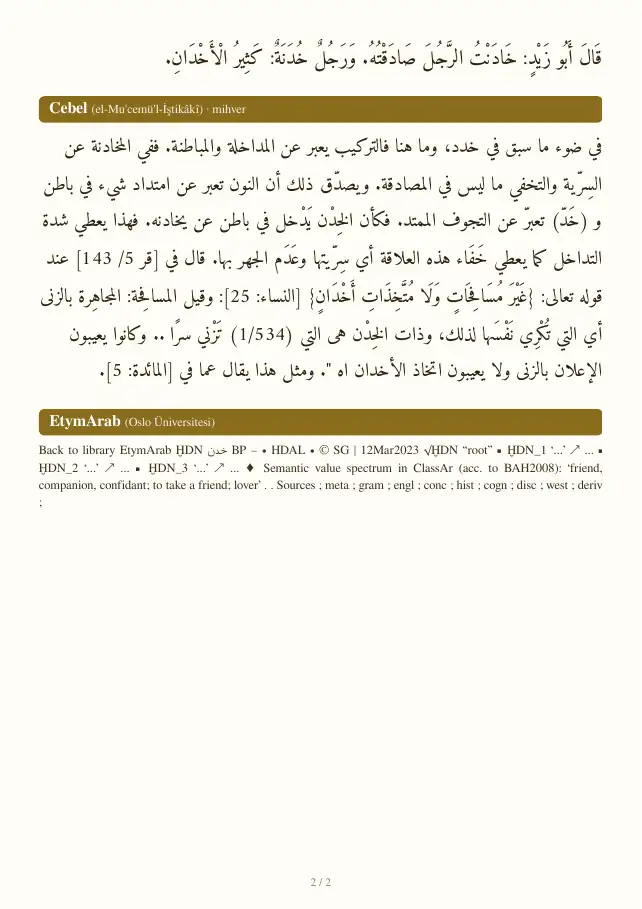 قَالَ أَبُو زَيْدٍ: خَادَنْتُ الرَّجُلَ صَادَقْتُهُ. وَرَجُلٌ خُدَنَةٌ: كَثِيرُ الْأَخْدَانِ.
Cebel (el-Mu'cemü'l-İştikâkî) · mihver
في ضوء ما سبق في خدد، وما هنا فالتركيب يعبر عن المداخلة والمباطنة. ففي المخادنة عن
السِرّية والتخفي ما ليس في المصادقة. ويصدّق ذلك أن النون تعبر عن امتداد شيء في باطن
و (خَدّ) تعبرّ عن التجوف الممتد. فكأن الخِدْن يَدْخل في باطن عن يخادنه. فهذا يعطي شدة
التداخل كما يعطي خَفَاء هذه العلاقة أي سِرّيتها وعَدَم الجهر بها. قال في [قر 5/ 143] عند
قوله تعالى: {غَيْرَ مُسَافِحَاتٍ وَلَا مُتَّخِذَاتِ أَخْدَانٍ} [النساء: 25]: وقيل المسافِحة: المجاهِرة بالزنى
أي التي تُكْرِي نَفْسَها لذلك، وذات الخِدْن هى التي (1/534) تَزْني سرًا .. وكانوا يعيبون
الإعلان بالزنى ولا يعيبون اتخاذ الأخدان اه ". ومثل هذا يقال عما في [المائدة: 5].
EtymArab (Oslo Üniversitesi)
Back to library EtymArab ḪDN خدن BP – • HDAL • © SG | 12Mar2023 √ḪDN “root” ▪ ḪDN_1 ‘...’ ↗ ... ▪
ḪDN_2 ‘...’ ↗ ... ▪ ḪDN_3 ‘...’ ↗ ... ♦ Semantic value spectrum in ClassAr (acc. to BAH2008): ‘friend,
companion, confidant; to take a friend; lover’ . . Sources ; meta ; gram ; engl ; conc ; hist ; cogn ; disc ; west ; deriv
;
2 / 2